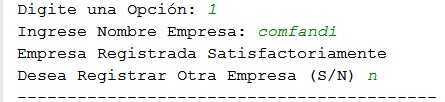 Digite una Opción: 1
Ingrese Nombre Empresa: comfandi
Empresa Registrada Satisfactoriamente
Desea Registrar Otra Empresa (S/N) n
-------------------------------------------